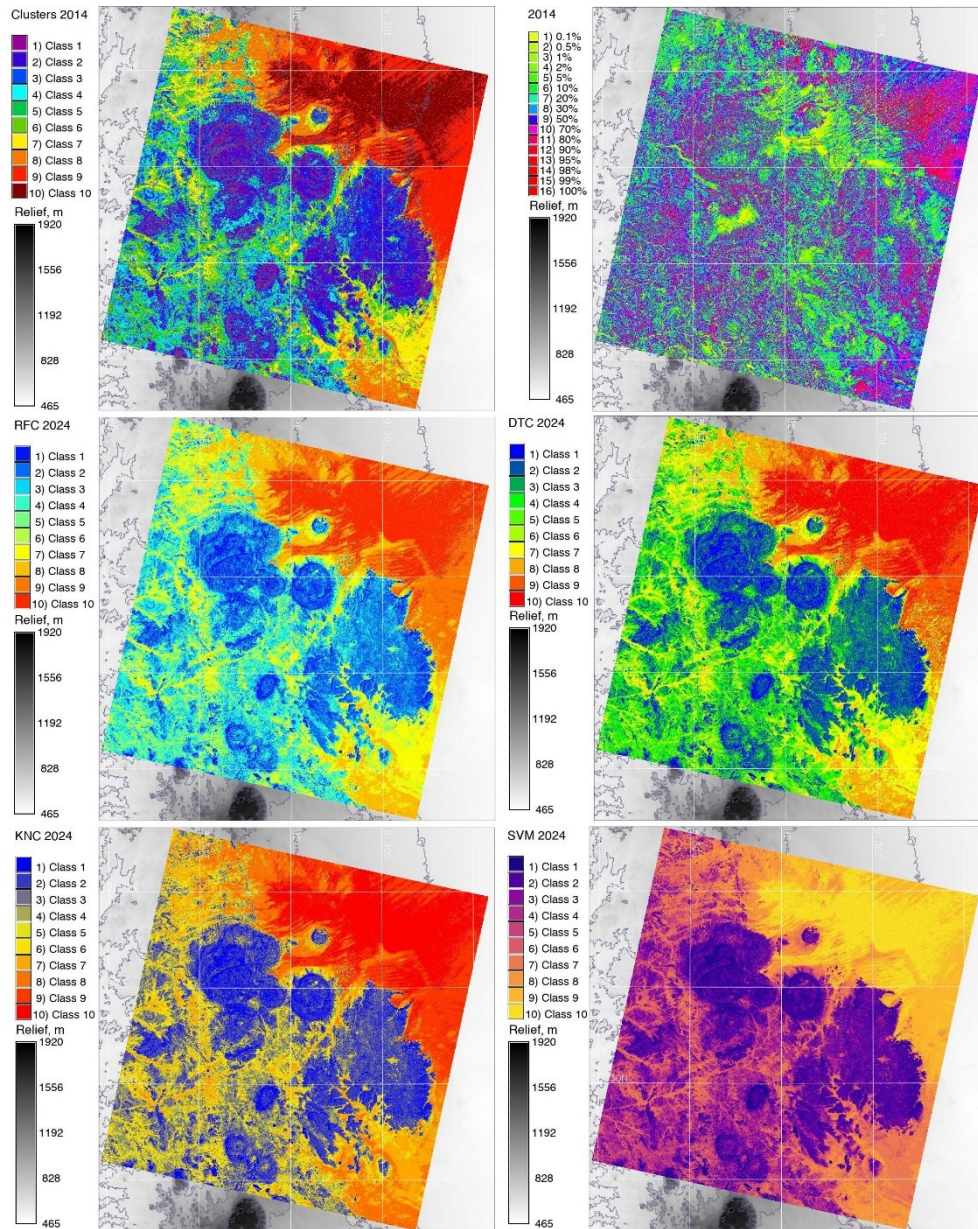 Clusters 2014
1) Class 1
2) Class 2
3) Class 3
4) Class 4
5) Class 5
6) Class 6
7) Class 7
8) Class 8
9) Class 9
10) Class 10
Relief, m
1920
1556
1192
828
465
2014
1) 0.1%
2) 0.5%
3) 1%
4) 2%
5) 5%
6) 10%
7) 20%
8) 30%
9) 50%
10) 70%
11) 80%
12) 90%
13) 95%
14) 98%
15) 99%
16) 100%
Relief, m
1920
1556
1192
828
465
RFC 2024
1) Class 1
2) Class 2
3) Class 3
4) Class 4
5) Class 5
6) Class 6
7) Class 7
8) Class 8
9) Class 9
10) Class 10
Relief, m
1920
1556
1192
828
465
DTC 2024
1) Class 1
2) Class 2
3) Class 3
4) Class 4
5) Class 5
6) Class 6
7) Class 7
8) Class 8
9) Class 9
10) Class 10
Relief, m
1920
1556
1192
828
465
KNC 2024
1) Class 1
2) Class 2
3) Class 3
4) Class 4
5) Class 5
6) Class 6
7) Class 7
8) Class 8
9) Class 9
10) Class 10
Relief, m
1920
1556
1192
828
465
SVM 2024
1) Class 1
2) Class 2
3) Class 3
4) Class 4
5) Class 5
6) Class 6
7) Class 7
8) Class 8
9) Class 9
10) Class 10
Relief, m
1920
1556
1192
828
465